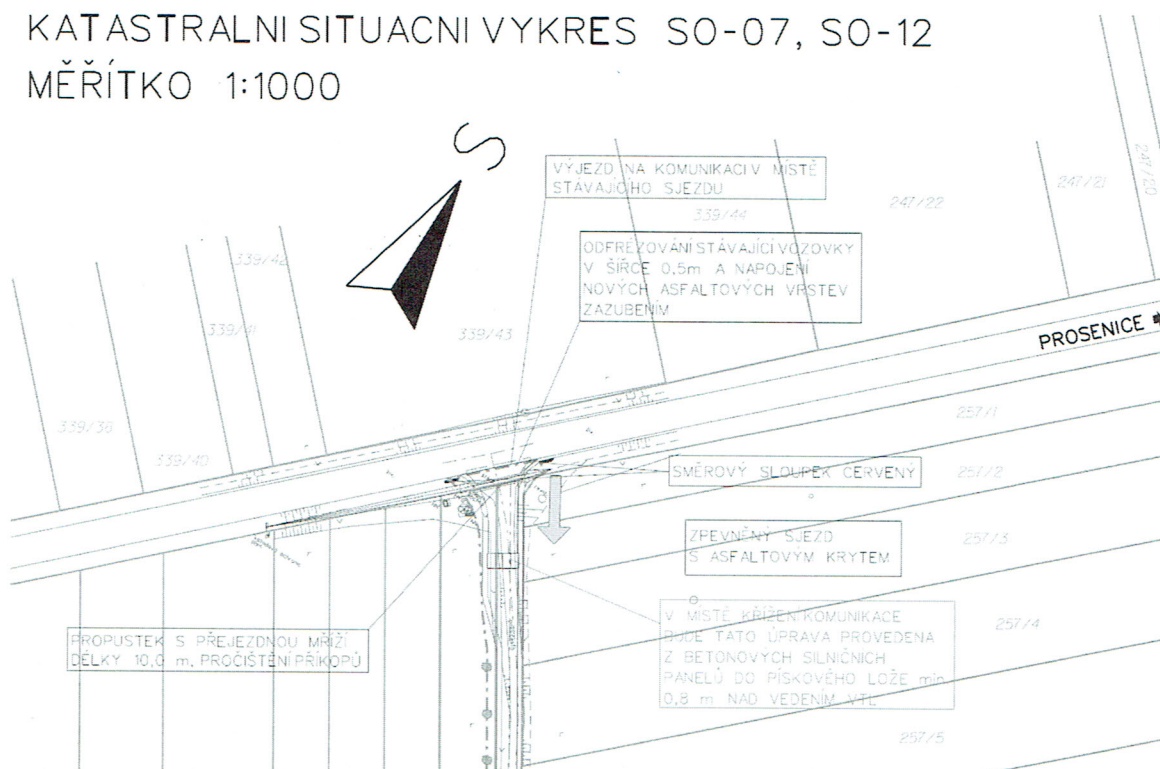 KATASTRALNI SITUACNI VYKRES SO-07, SO-12
MĚŘÍTKO 1:1000
S
VÝJEZD NA KOMUNIKACI V MÍSTĚ
STÁVAJÍCÍHO SJEZDU
339/44
247/22
247/21
247/20
ODFRÉZOVÁNÍ STÁVAJÍCÍ VOZOVKY
V ŠÍŘCE 0,5m A NAPOJENÍ
NOVÝCH ASFALTOVÝCH VRSTEV
ZAZUBENÍM
339/42
339/41
339/43
PROSENICE
339/38
339/40
257/1
SMĚROVÝ SLOUPEK ČERVENÝ
257/2
ZPEVNĚNÝ SJEZD
S ASFALTOVÝM KRYTEM
257/3
V MÍSTĚ KŘÍŽENÍ KOMUNIKACE
BUDE TATO ÚPRAVA PROVEDENA
Z BETONOVÝCH SILNIČNÍCH
PANELŮ DO PÍSKOVÉHO LOŽE min
0,8 m NAD VEDENÍM VTL
257/4
PROPUSTEK S PŘEJEZDNOU MŘÍŽÍ
DÉLKY 10,0 m, PROČIŠTĚNÍ PŘÍKOPŮ
257/5